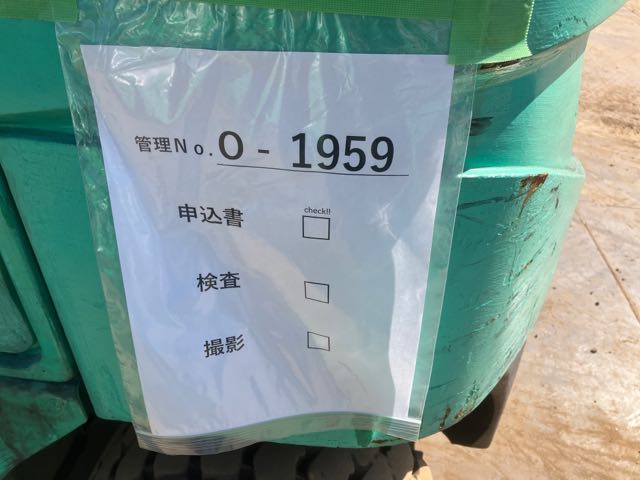 管理No. O - 1959
check!!
申込書 □
検査 □
撮影 □